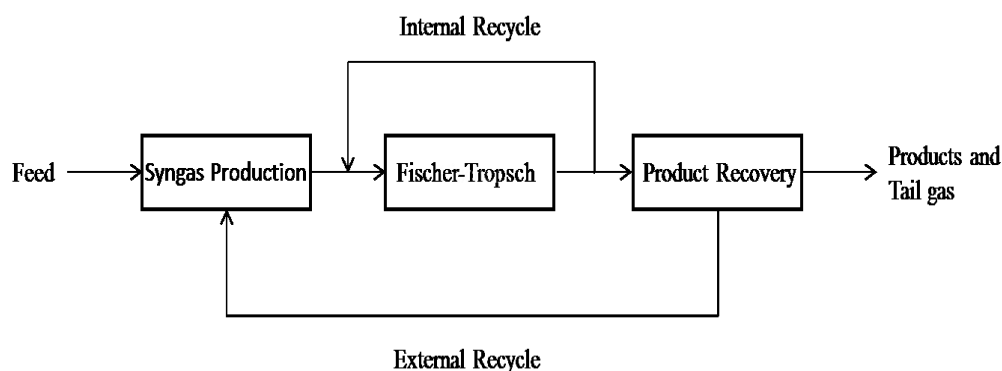 Internal Recycle
Feed
Syngas Production
Fischer-Tropsch
Product Recovery
Products and
Tail gas
External Recycle